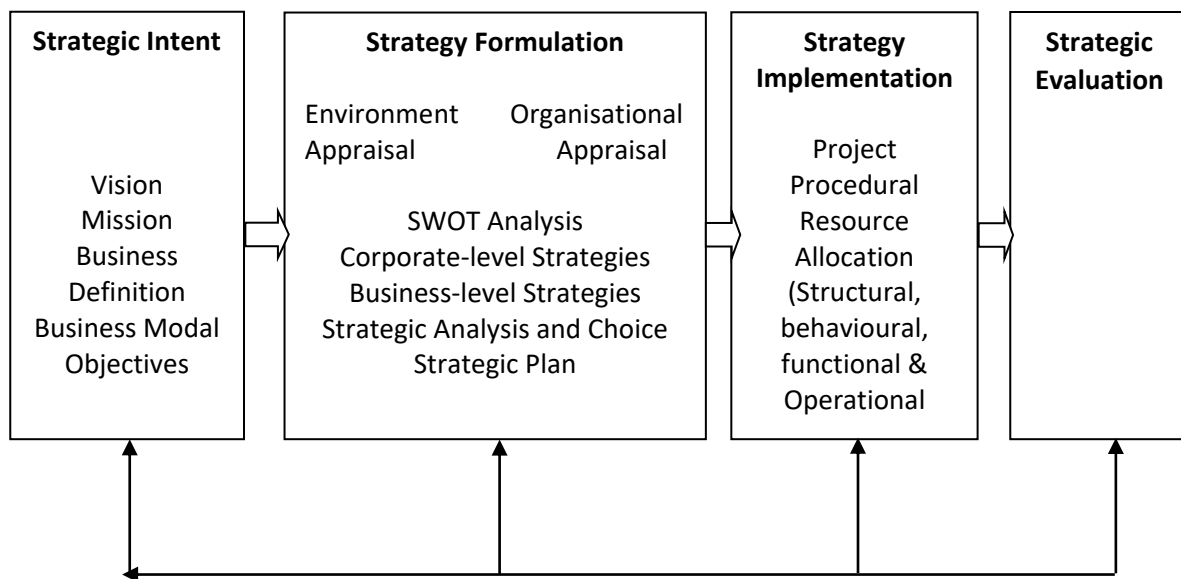 Strategic Intent
Vision
Mission
Business
Definition
Business Modal
Objectives
Strategy Formulation
Environment Organisational
Appraisal Appraisal
SWOT Analysis
Corporate-level Strategies
Business-level Strategies
Strategic Analysis and Choice
Strategic Plan
Strategy
Implementation
Project
Procedural
Resource
Allocation
(Structural,
behavioural,
functional &
Operational
Strategic
Evaluation